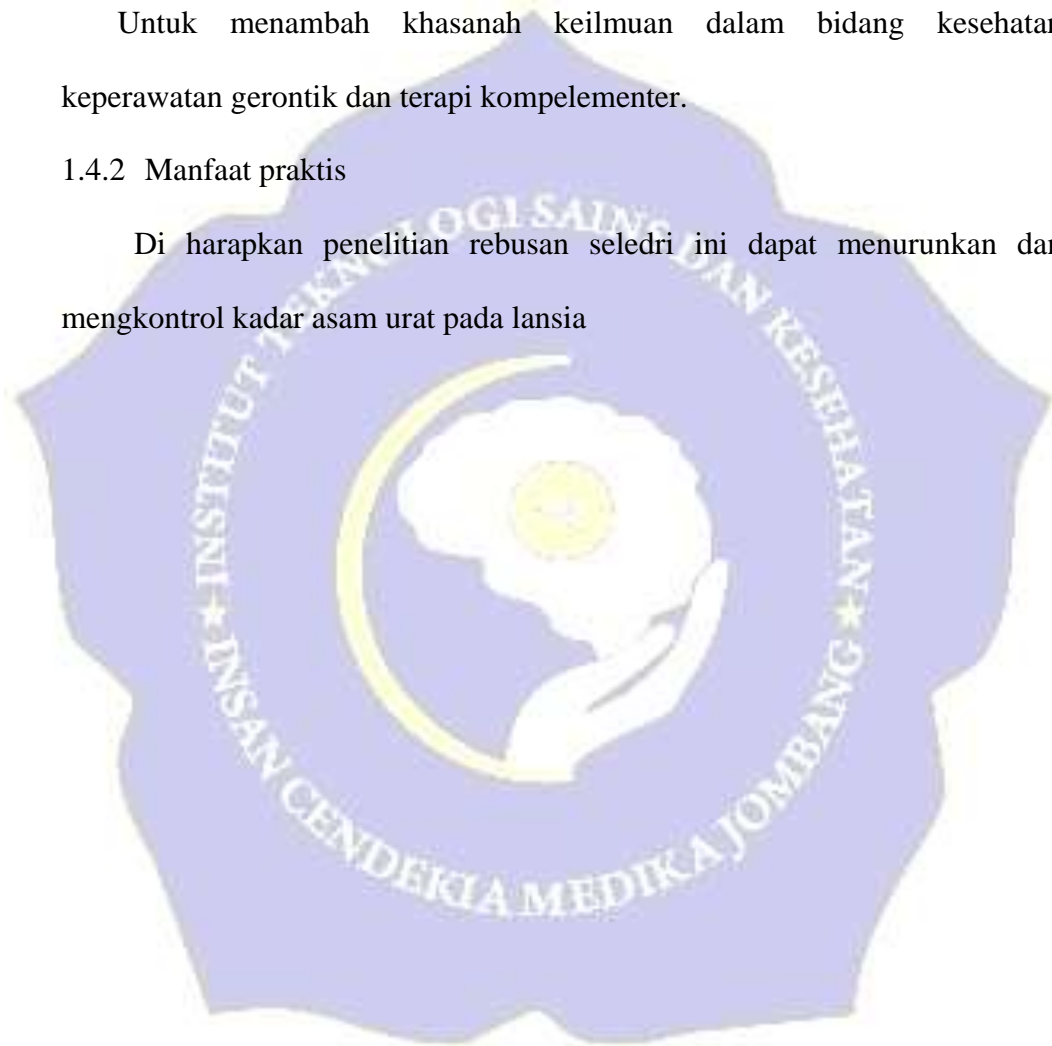 Untuk menambah khasanah keilmuan dalam bidang kesehatan
keperawatan gerontik dan terapi kompelementer.
1.4.2 Manfaat praktis
Di harapkan penelitian rebusan seledri ini dapat menurunkan dan
mengkontrol kadar asam urat pada lansia
INSTITUT TEKNOLOGI SAINS DAN KESEHATAN
★ INSAN CENDEKIA MEDIKA JOMBANG ★